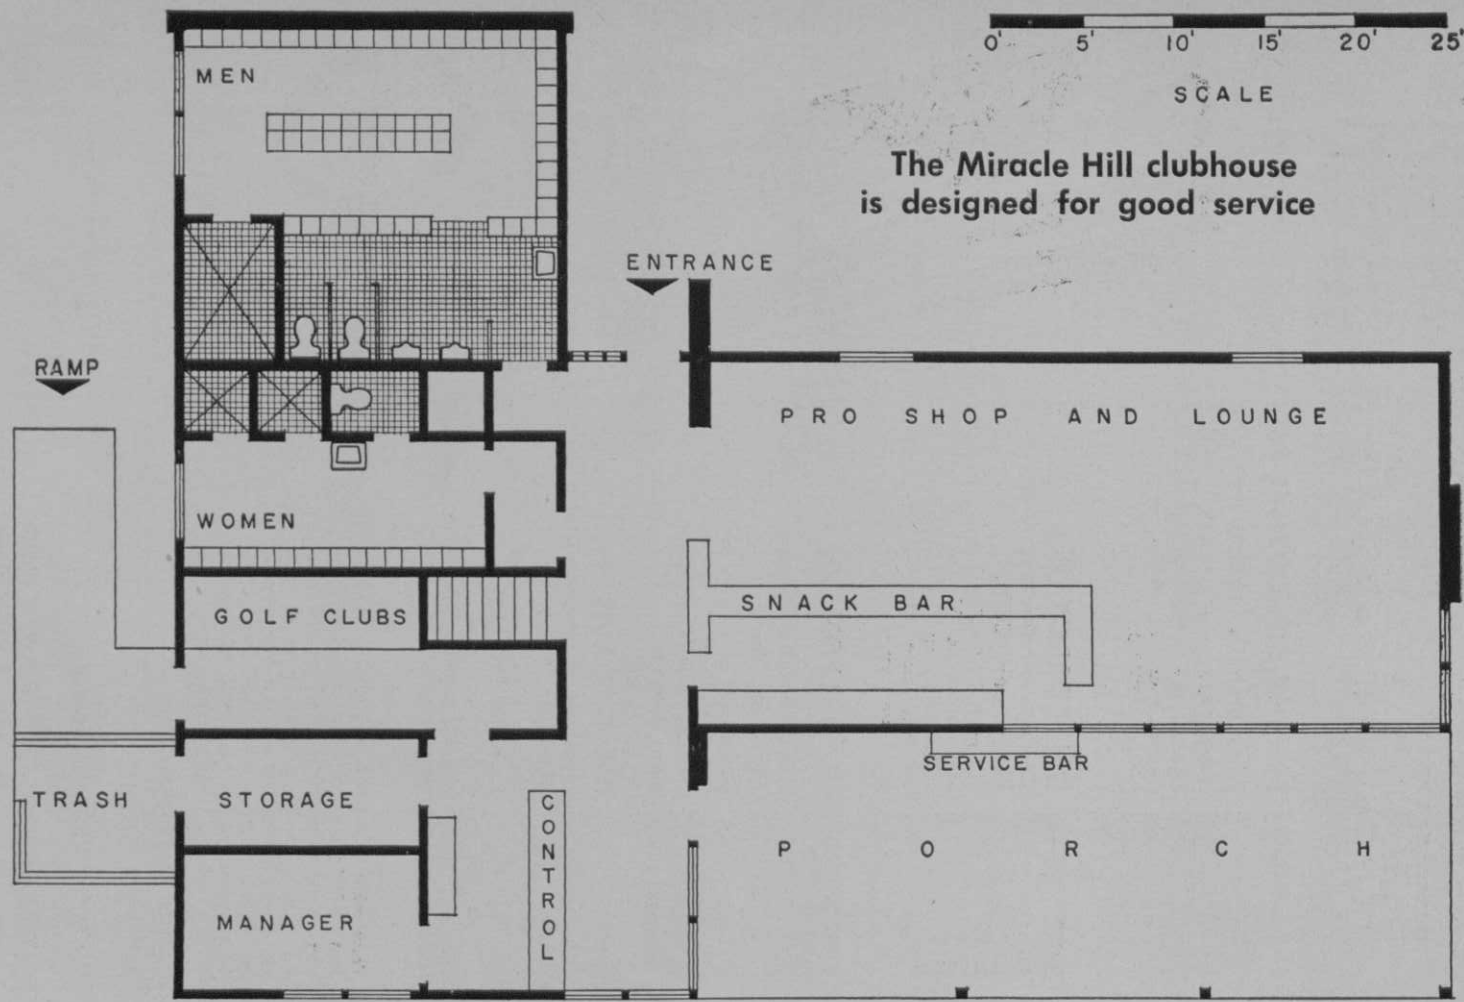 0' 5' 10' 15' 20' 25'
SCALE
The Miracle Hill clubhouse
is designed for good service
MEN
ENTRANCE
RAMP
PRO SHOP AND LOUNGE
WOMEN
GOLF CLUBS
SNACK BAR
SERVICE BAR
TRASH
STORAGE
CONTROL
PORCH
MANAGER